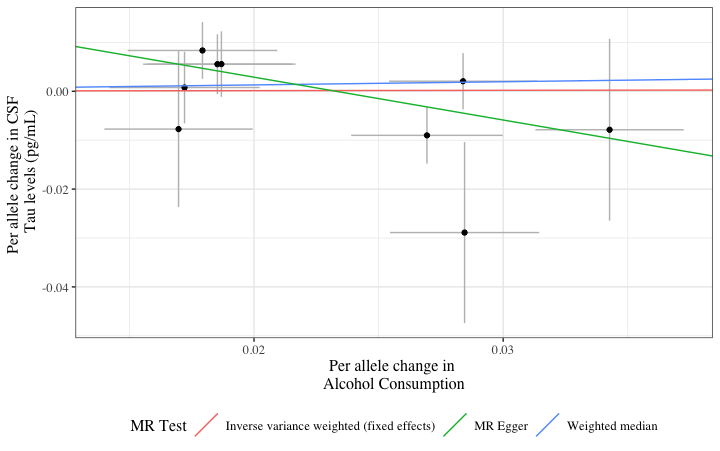 Per allele change in CSF
Tau levels (pg/mL)
0.00
-0.02
-0.04
0.02
0.03
Per allele change in
Alcohol Consumption
MR Test
Inverse variance weighted (fixed effects)
MR Egger
Weighted median